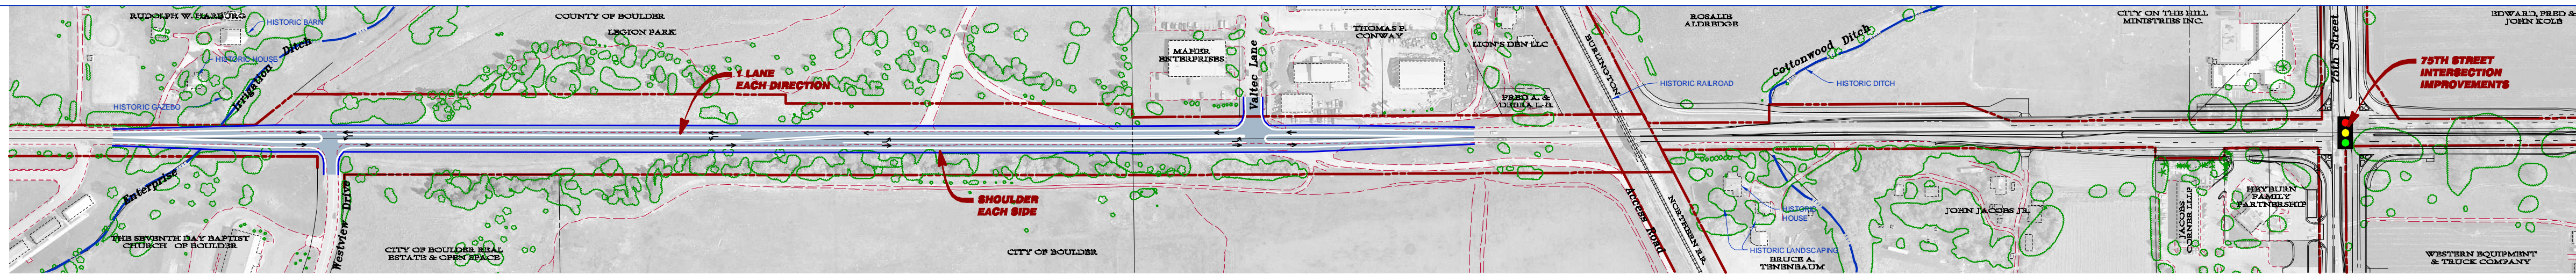 RUDOLPH W. HARBURG
HISTORIC BARN
Irrigation Ditch
HISTORIC HOUSE
HISTORIC GAZEBO
COUNTY OF BOULDER
LEGION PARK
1 LANE
EACH DIRECTION
MAHER
ENTERPRISES
Valtec Lane
THOMAS P.
CONWAY
LION'S DEN LLC
FRED A. &
BURLINGTON
HISTORIC RAILROAD
ROSALIE
ALDREDGE
Cottonwood Ditch
HISTORIC DITCH
CITY ON THE HILL
MINISTRIES INC.
75th Street
EDWARD, FRED &
JOHN KOLB
75TH STREET
INTERSECTION
IMPROVEMENTS
Enterprise
THE SEVENTH DAY BAPTIST
CHURCH OF BOULDER
Westview Drive
CITY OF BOULDER REAL
ESTATE & OPEN SPACE
SHOULDER
EACH SIDE
CITY OF BOULDER
Access Road
NORTHERN R.R.
HISTORIC
HOUSE
HISTORIC LANDSCAPING
BRUCE A.
TENENBAUM
JOHN JACOBS JR.
JACOBS
CORNER LLLP
HEYBURN
FAMILY
PARTNERSHIP
WESTERN EQUIPMENT
& TRUCK COMPANY